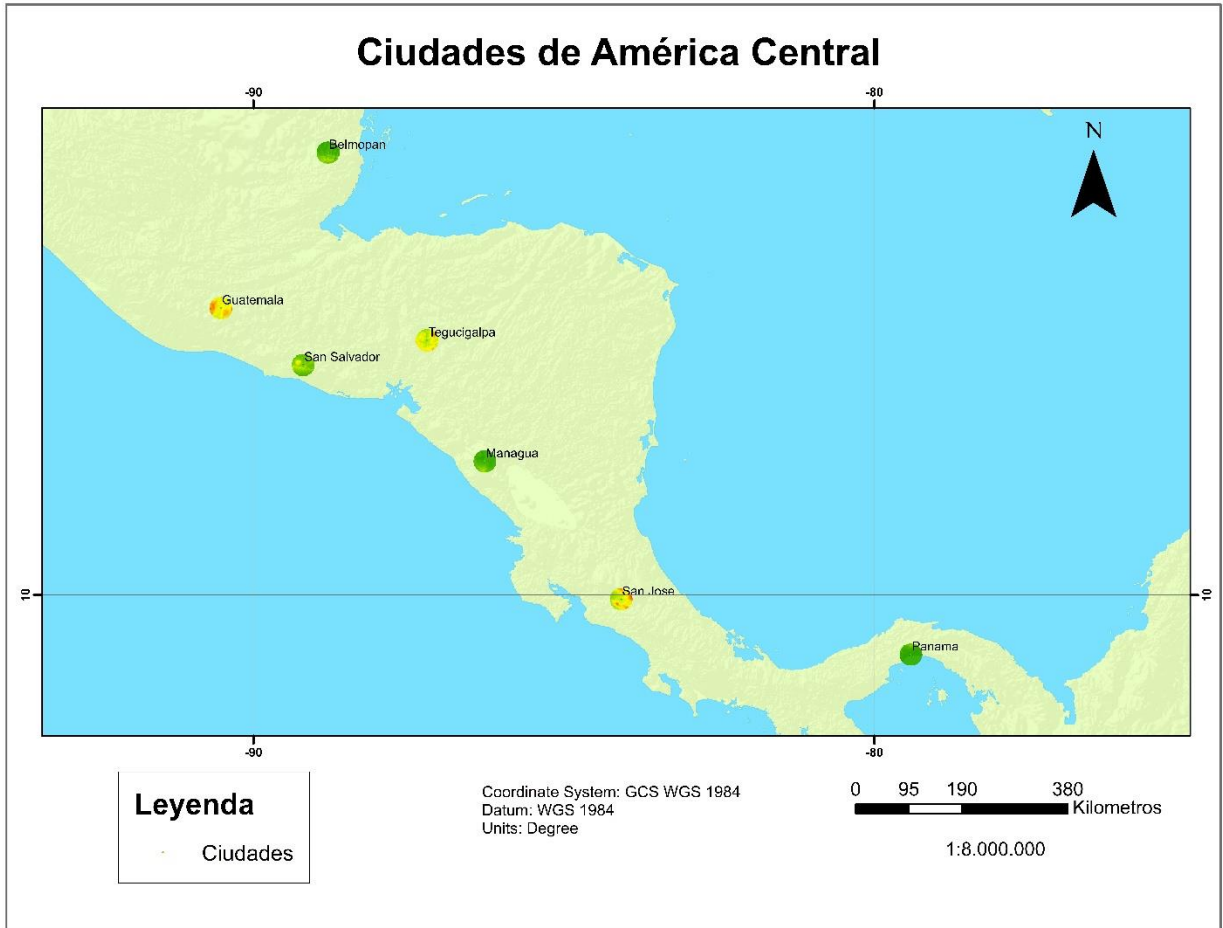 Ciudades de América Central
-90
-80
N
Belmopan
Guatemala
Tegucigalpa
San Salvador
Managua
10
San Jose
10
Panama
-90
-80
Leyenda
Ciudades
Coordinate System: GCS WGS 1984
Datum: WGS 1984
Units: Degree
0 95 190 380
Kilometros
1:8.000.000